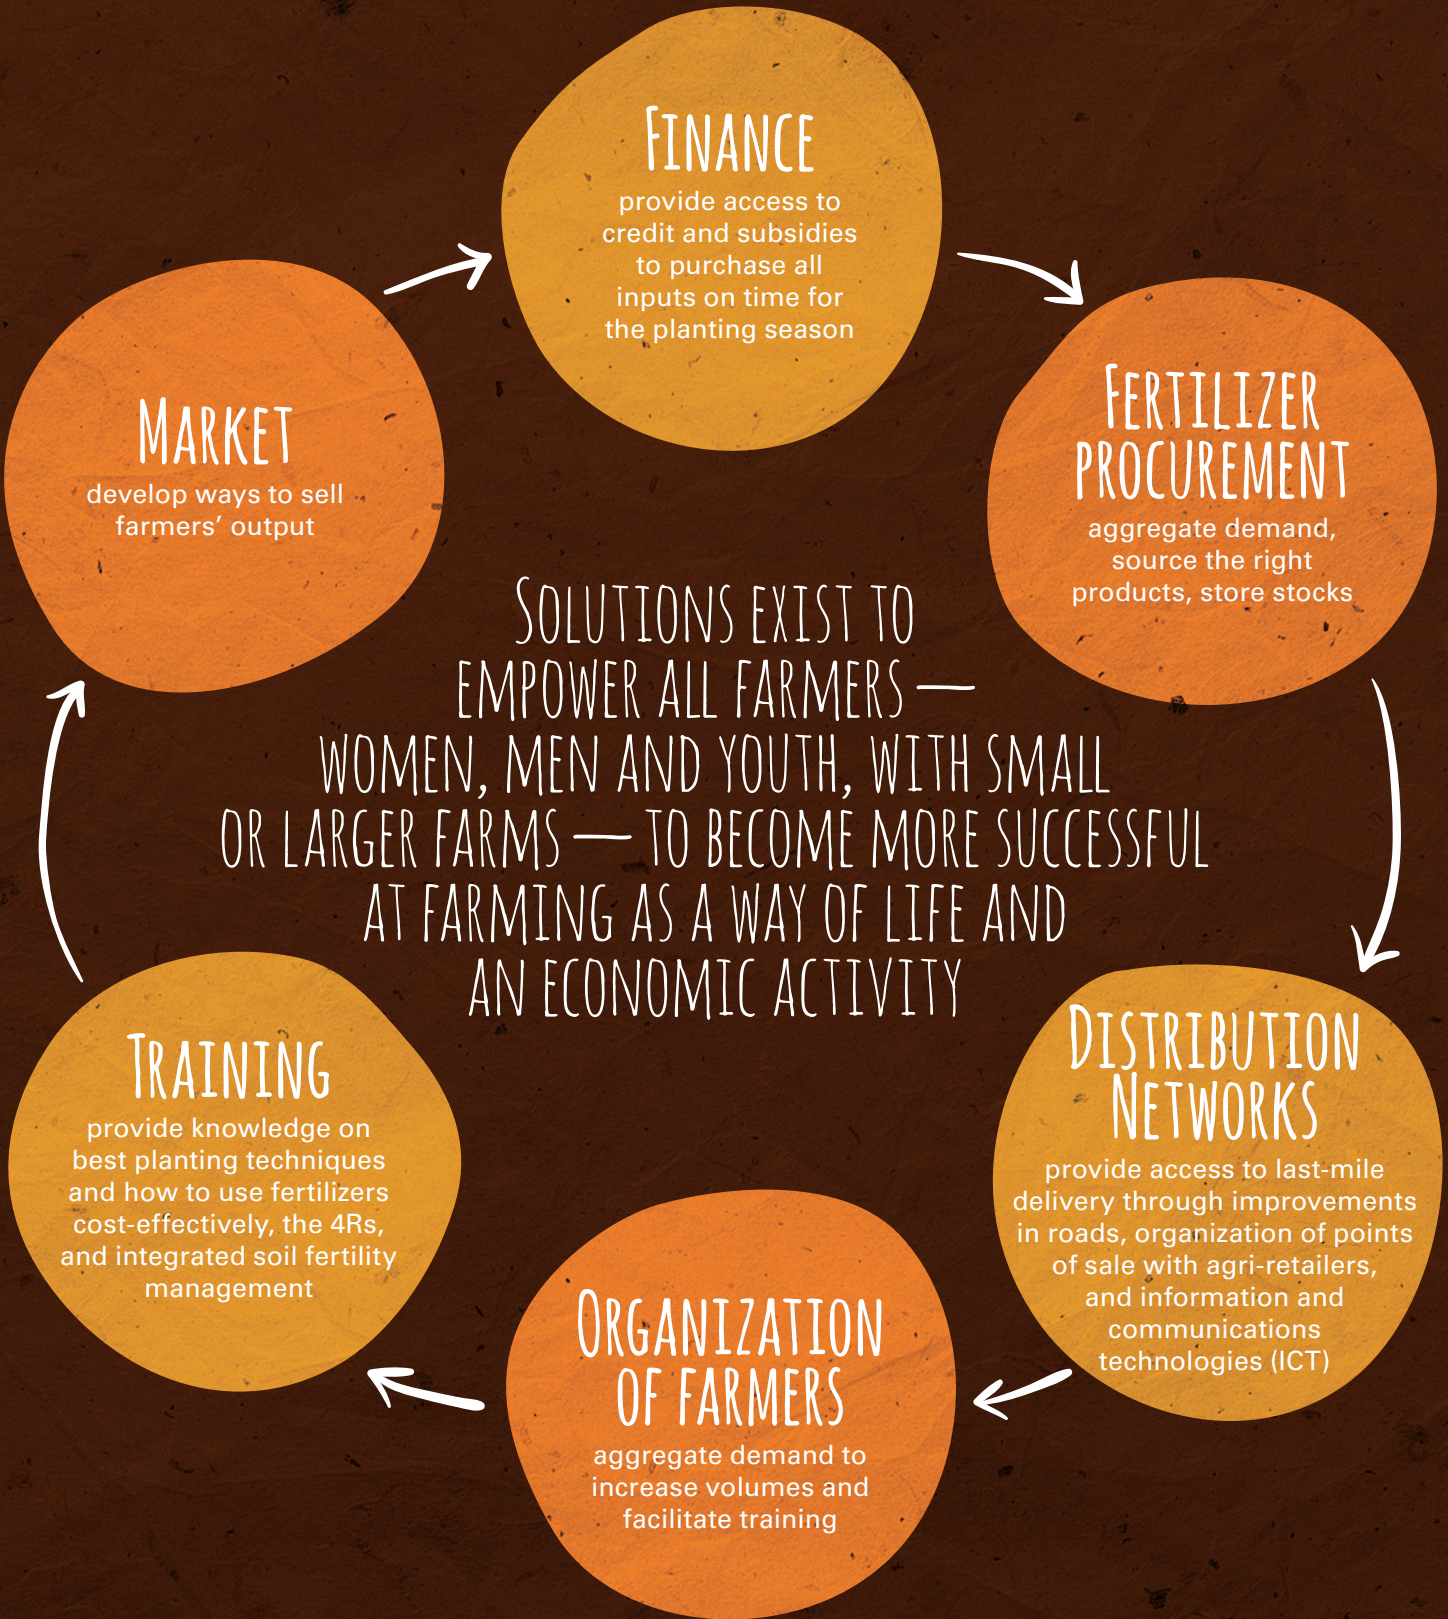 FINANCE
provide access to
credit and subsidies
to purchase all
inputs on time for
the planting season
FERTILIZER
PROCUREMENT
aggregate demand,
source the right
products, store stocks
DISTRIBUTION
NETWORKS
provide access to last-mile
delivery through improvements
in roads, organization of points
of sale with agri-retailers,
and information and
communications
technologies (ICT)
ORGANIZATION
OF FARMERS
aggregate demand to
increase volumes and
facilitate training
TRAINING
provide knowledge on
best planting techniques
and how to use fertilizers
cost-effectively, the 4Rs,
and integrated soil fertility
management
MARKET
develop ways to sell
farmers’ output
SOLUTIONS EXIST TO
EMPOWER ALL FARMERS —
WOMEN, MEN AND YOUTH, WITH SMALL
OR LARGER FARMS — TO BECOME MORE SUCCESSFUL
AT FARMING AS A WAY OF LIFE AND
AN ECONOMIC ACTIVITY